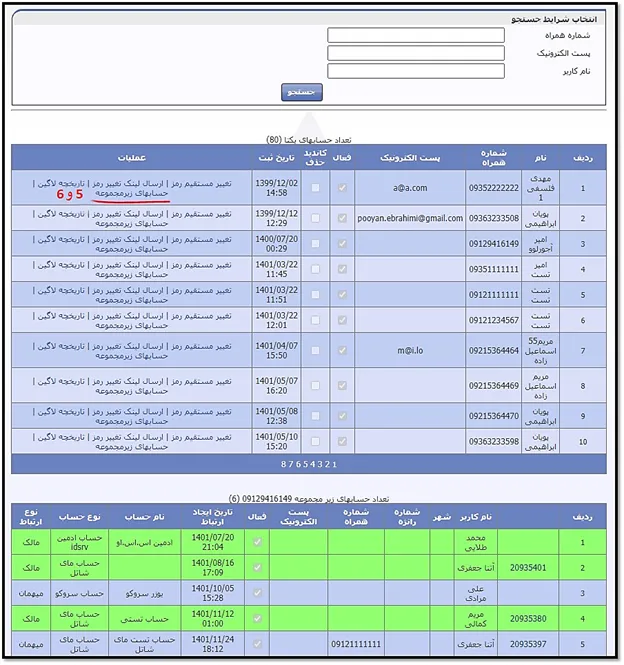 انتخاب شرایط جستجو
شماره همراه
پست الکترونیک
نام کاربر
جستجو
تعداد حسابهای یکتا (80)
ردیف نام شماره همراه پست الکترونیک فعال کاندید حذف تاریخ ثبت عملیات
1 مهدی فلسفی 1 09352222222 a@a.com 1399/12/02 14:58 تغییر مستقیم رمز | ارسال لینک تغییر رمز | تاریخچه لاگین | حسابهای زیرمجموعه 5 و 6
2 پویان ابراهیمی 09363233508 pooyan.ebrahimi@gmail.com 1399/12/12 12:29 تغییر مستقیم رمز | ارسال لینک تغییر رمز | تاریخچه لاگین | حسابهای زیرمجموعه
3 امیر آجورلوو 09129416149 1400/07/20 00:29 تغییر مستقیم رمز | ارسال لینک تغییر رمز | تاریخچه لاگین | حسابهای زیرمجموعه
4 امیر تست 09351111111 1401/03/22 11:45 تغییر مستقیم رمز | ارسال لینک تغییر رمز | تاریخچه لاگین | حسابهای زیرمجموعه
5 تست تست 09121111111 1401/03/22 11:51 تغییر مستقیم رمز | ارسال لینک تغییر رمز | تاریخچه لاگین | حسابهای زیرمجموعه
6 تست تست 09121234567 1401/03/22 12:01 تغییر مستقیم رمز | ارسال لینک تغییر رمز | تاریخچه لاگین | حسابهای زیرمجموعه
7 مریم55 اسماعیل زاده 09215364464 m@i.lo 1401/04/07 15:50 تغییر مستقیم رمز | ارسال لینک تغییر رمز | تاریخچه لاگین | حسابهای زیرمجموعه
8 مریم اسماعیل زاده 09215364469 1401/05/07 16:20 تغییر مستقیم رمز | ارسال لینک تغییر رمز | تاریخچه لاگین | حسابهای زیرمجموعه
9 پویان ابراهیمی 09215364470 1401/05/08 12:38 تغییر مستقیم رمز | ارسال لینک تغییر رمز | تاریخچه لاگین | حسابهای زیرمجموعه
10 پویان ابراهیمی 09363233598 1401/05/10 15:20 تغییر مستقیم رمز | ارسال لینک تغییر رمز | تاریخچه لاگین | حسابهای زیرمجموعه
8 7 6 5 4 3 2 1
تعداد حسابهای زیر مجموعه 09129416149 (6)
ردیف نام کاربر شهر شماره رانژه شماره همراه پست الکترونیک فعال تاریخ ایجاد ارتباط نام حساب نوع حساب نوع ارتباط
1 محمد طلایی 1401/07/20 21:04 ادمین اس.اس.او حساب ادمین idsrv مالک
2 20935401 آتنا جعفری 1401/08/16 17:09 حساب مای شاتل مالک
3 علی مرادی 1401/10/05 15:28 یوزر سروکو حساب سروکو میهمان
4 20935380 مریم کمالی 1401/11/12 01:00 حساب تستی حساب مای شاتل مالک
5 20935397 آتنا جعفری 09121111111 1401/11/24 18:12 حساب تست مای شاتل حساب مای شاتل میهمان